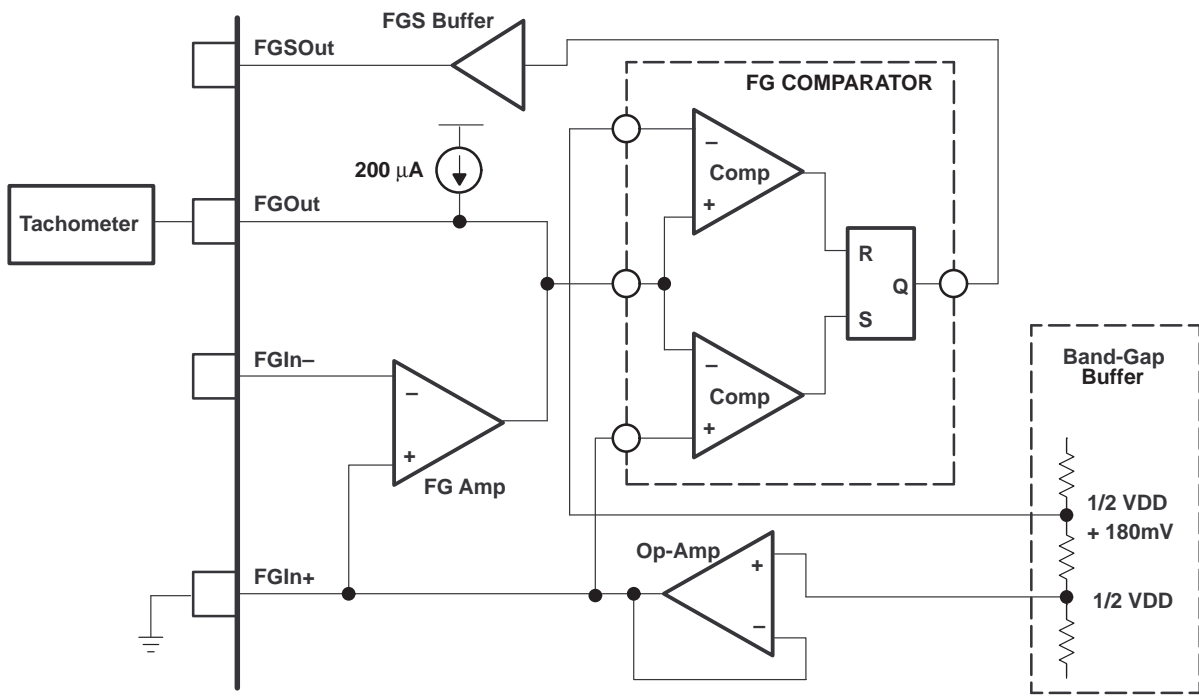 FGS Buffer
FGSOut
FG COMPARATOR
200 μA
−
Comp
+
Tachometer
FGOut
R
Q
S
FGIn–
−
+
FG Amp
−
Comp
+
Band-Gap
Buffer
1/2 VDD
+ 180mV
Op-Amp
+
−
FGIn+
1/2 VDD